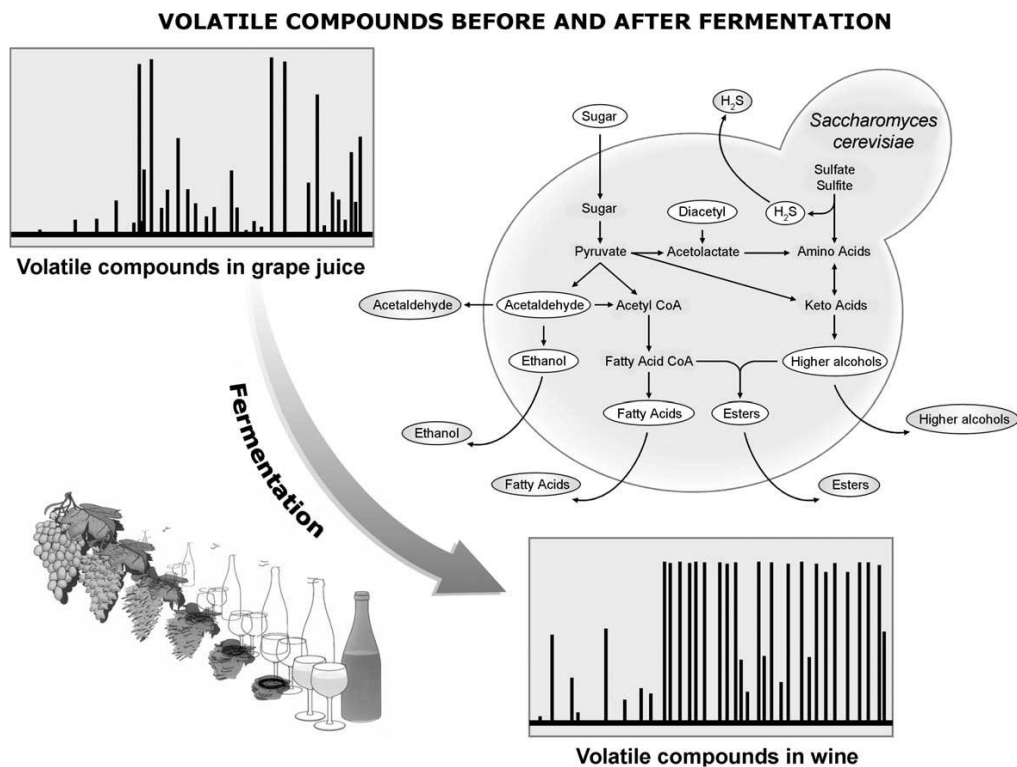 VOLATILE COMPOUNDS BEFORE AND AFTER FERMENTATION
Volatile compounds in grape juice
Saccharomyces
cerevisiae
H₂S
Sugar
Sulfate
Sulfite
Sugar
Diacetyl
H₂S
Pyruvate
Acetolactate
Amino Acids
Acetaldehyde
Acetaldehyde
Acetyl CoA
Keto Acids
Ethanol
Fatty Acid CoA
Higher alcohols
Fatty Acids
Esters
Ethanol
Higher alcohols
Fatty Acids
Esters
Fermentation
Volatile compounds in wine